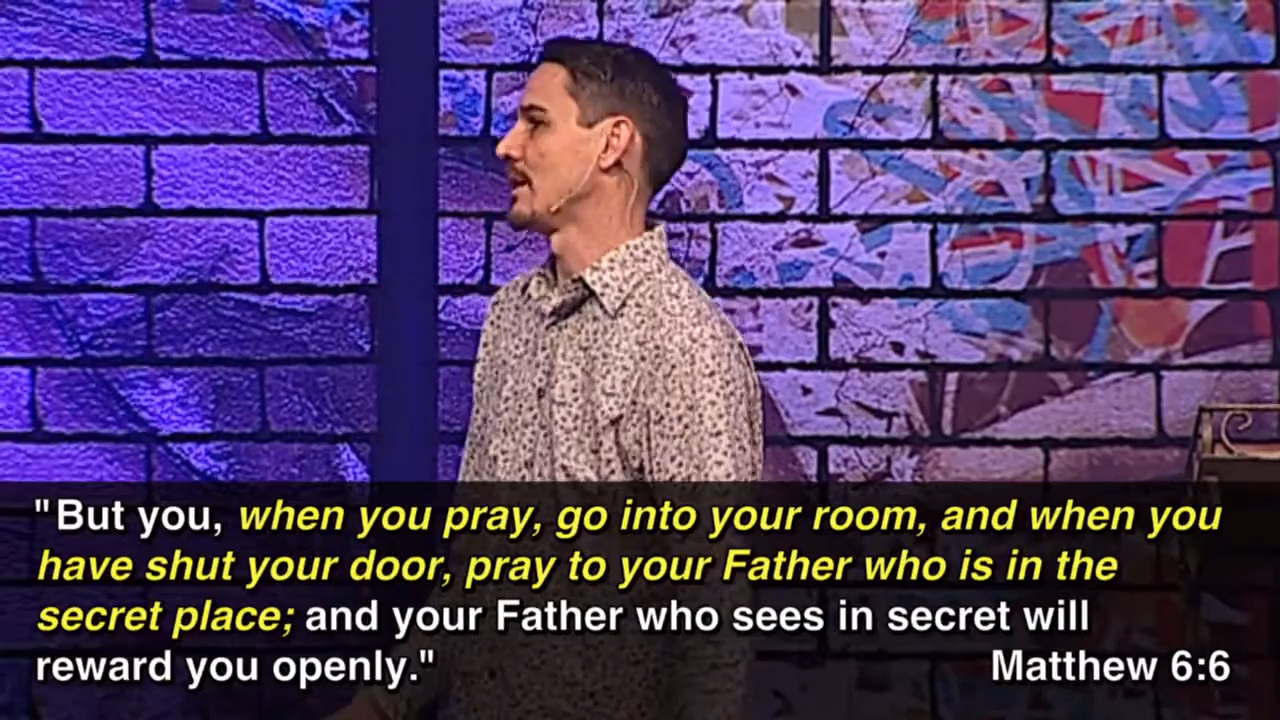 "But you, when you pray, go into your room, and when you
have shut your door, pray to your Father who is in the
secret place; and your Father who sees in secret will
reward you openly." Matthew 6:6